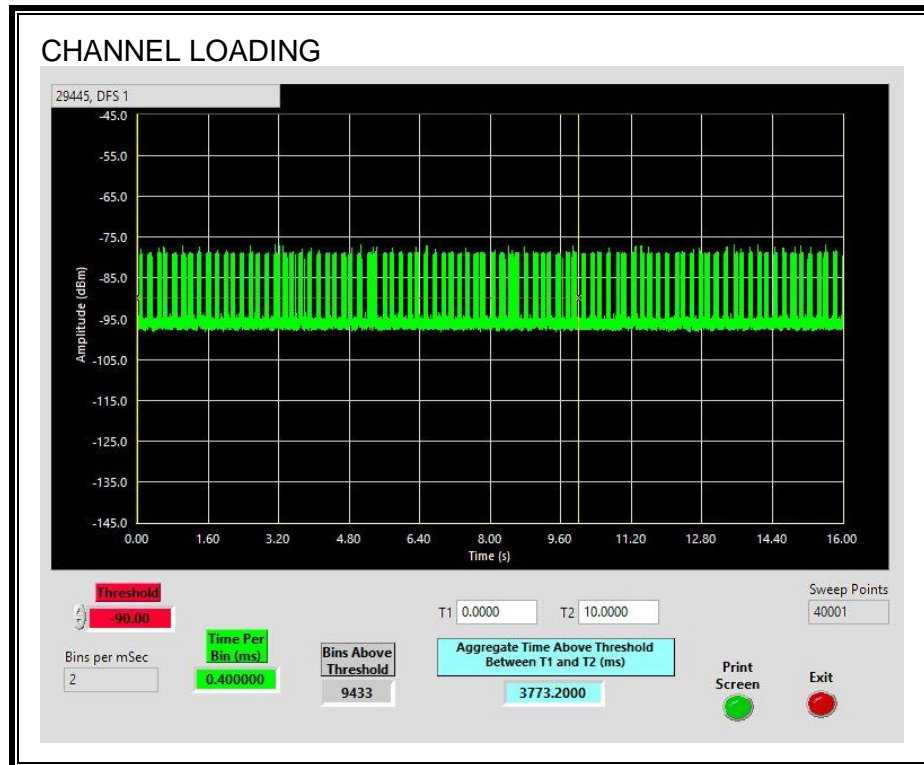 CHANNEL LOADING
29445, DFS 1
-45.0
-55.0
-65.0
-75.0
-85.0
-95.0
-105.0
-115.0
-125.0
-135.0
-145.0
Amplitude (dBm)
0.00 1.60 3.20 4.80 6.40 8.00 9.60 11.20 12.80 14.40 16.00
Time (s)
Threshold
-90.00
Bins per mSec
2
Time Per
Bin (ms)
0.400000
Bins Above
Threshold
9433
T1 0.0000 T2 10.0000
Aggregate Time Above Threshold
Between T1 and T2 (ms)
3773.2000
Sweep Points
40001
Print
Screen
Exit